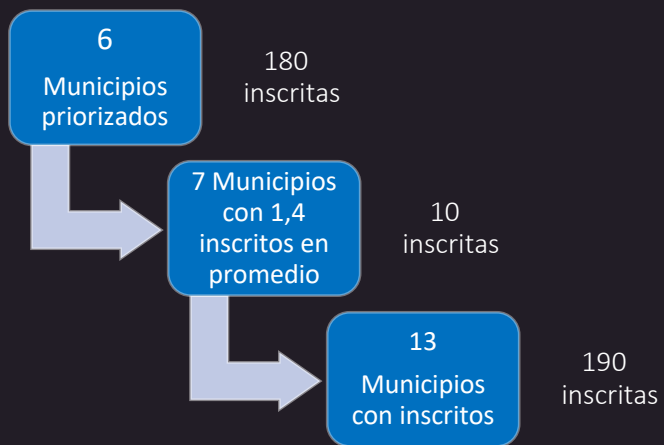 6
Municipios
priorizados
180
inscritas
7 Municipios
con 1,4
inscritos en
promedio
10
inscritas
13
Municipios
con inscritos
190
inscritas